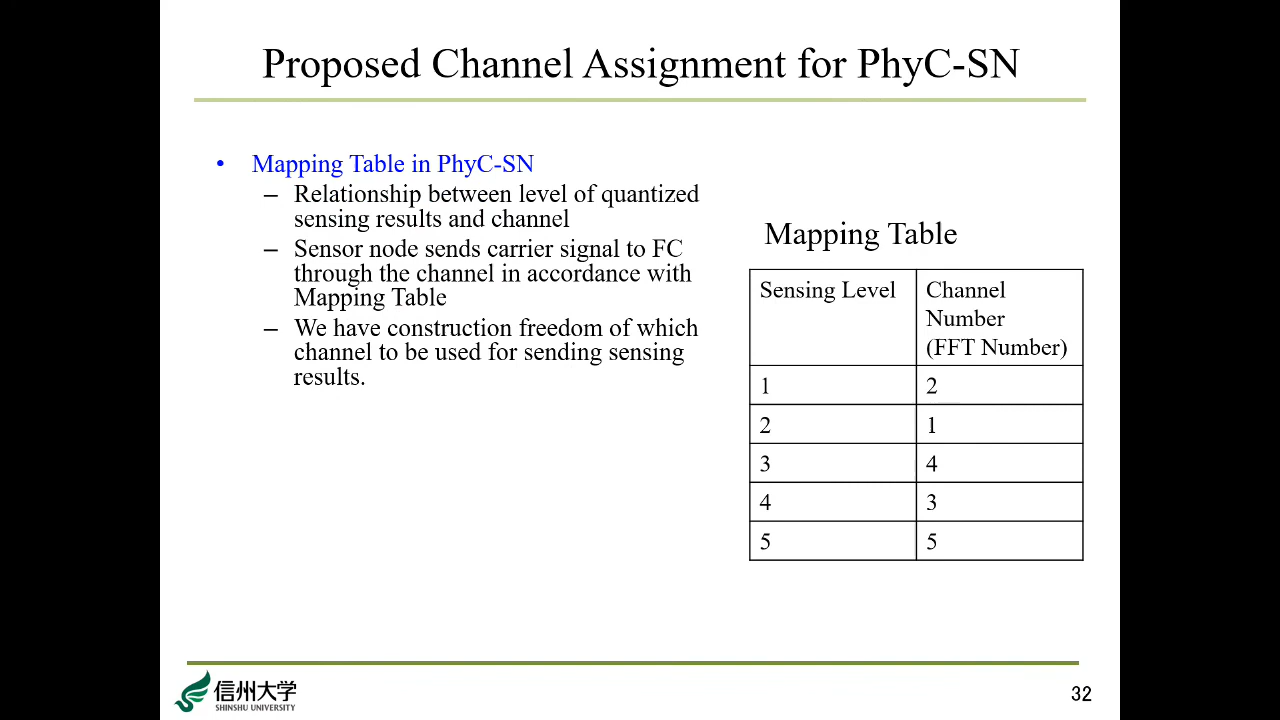 Proposed Channel Assignment for PhyC-SN
• Mapping Table in PhyC-SN
– Relationship between level of quantized
sensing results and channel
– Sensor node sends carrier signal to FC
through the channel in accordance with
Mapping Table
– We have construction freedom of which
channel to be used for sending sensing
results.
Mapping Table
Sensing Level
Channel
Number
(FFT Number)
1 2
2 1
3 4
4 3
5 5
信州大学
SHINSHU UNIVERSITY
32